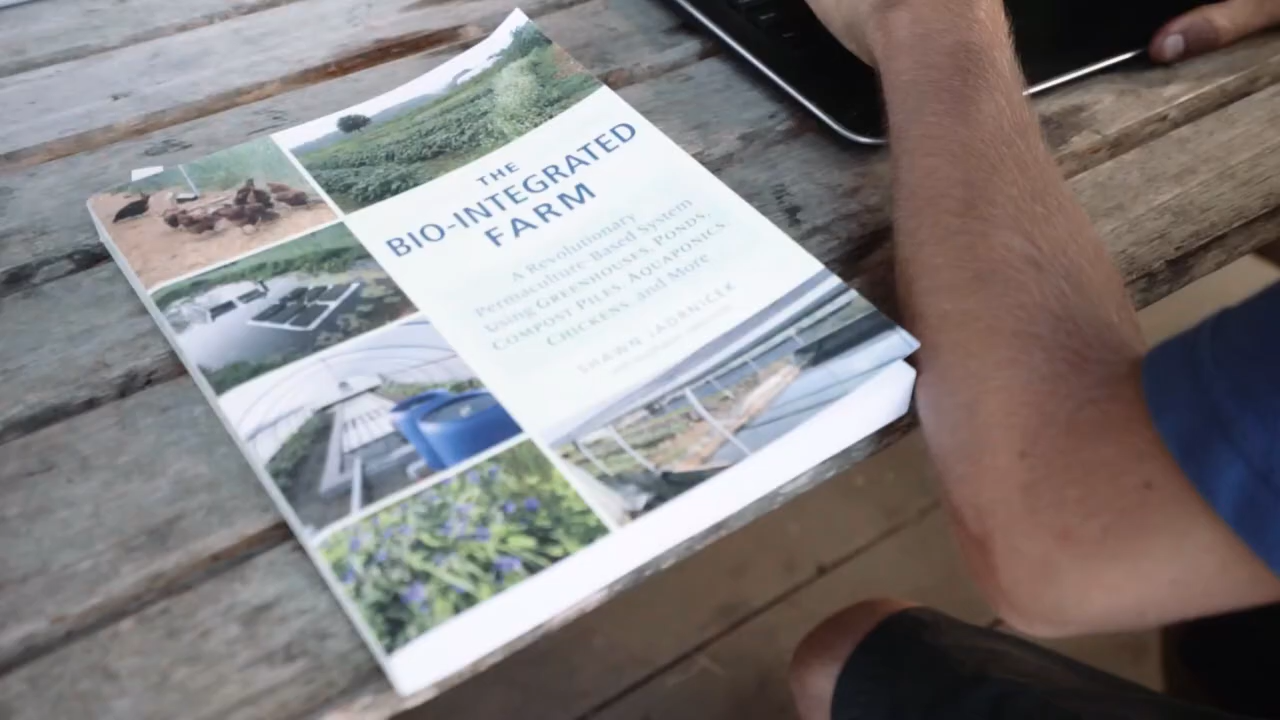 THE
BIO-INTEGRATED
FARM
A Revolutionary
Permaculture-Based System
using GREENHOUSES, PONDS,
COMPOST PILES, AQUAPONICS
CHICKENS, and More
SHAWN JADRNICEK